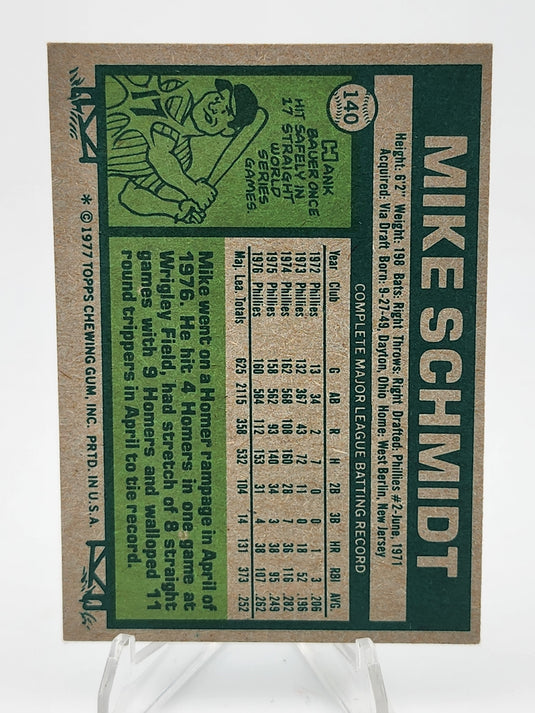 140
MIKE SCHMIDT
Height: 6'2" Weight: 190 Bats: Right Throws: Right Drafted: Phillies #2-June, 1971
Acquired: Via Draft Born: 9-27-49, Dayton, Ohio Home: West Berlin, New Jersey
COMPLETE MAJOR LEAGUE BATTING RECORD
Year Club G AB R H 2B 3B HR RBI AVG.
1972 Phillies 13 34 2 7 0 0 1 3 .206
1973 Phillies 132 367 43 72 11 0 18 52 .196
1974 Phillies 162 568 108 160 28 7 36 116 .282
1975 Phillies 158 562 93 140 34 3 38 95 .249
1976 Phillies 160 584 112 153 31 4 38 107 .262
Maj. Lea. Totals 625 2115 358 532 104 14 131 373 .252
HANK
BAUER ONCE
HIT SAFELY IN
17 STRAIGHT
WORLD
SERIES
GAMES.
17
Mike went on a Homer rampage in April of
1976. He hit 4 Homers in one game at
Wrigley Field, had stretch of 8 straight
games with 9 Homers and walloped 11
round trippers in April to tie record.
* © 1977 TOPPS CHEWING GUM, INC. PRTD. IN U.S.A.